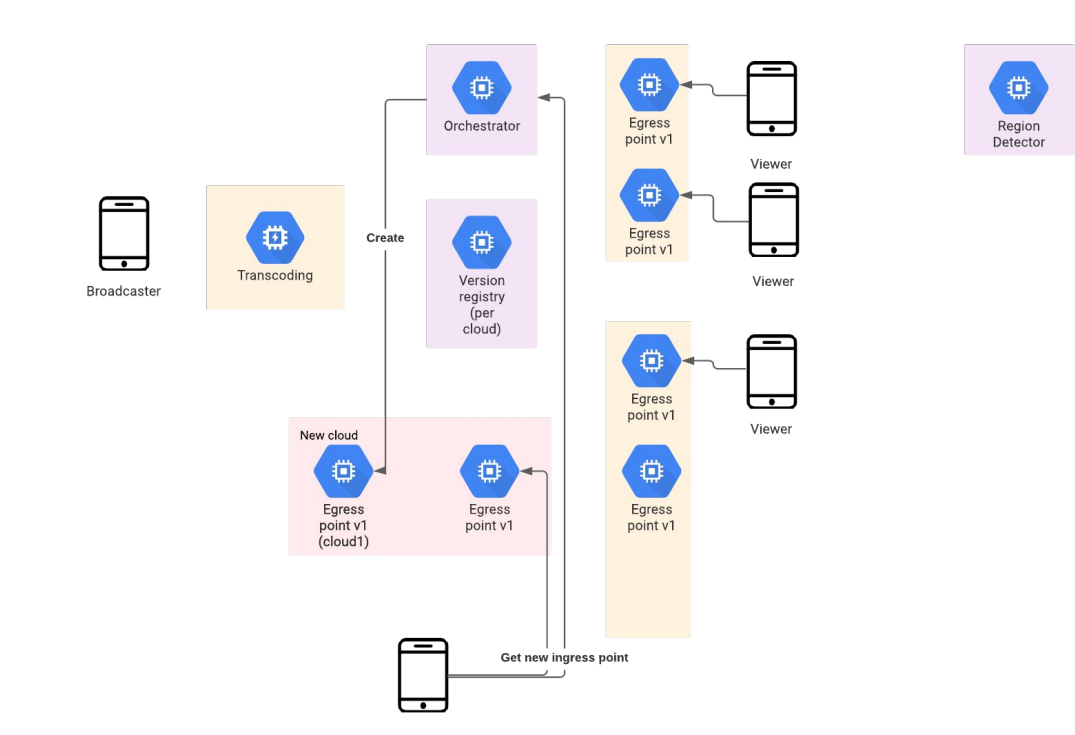 Orchestrator
Egress
point v1
Viewer
Region
Detector
Egress
point v1
Viewer
Create
Broadcaster
Transcoding
Version
registry
(per
cloud)
Egress
point v1
Viewer
New cloud
Egress
point v1
(cloud1)
Egress
point v1
Egress
point v1
Get new ingress point